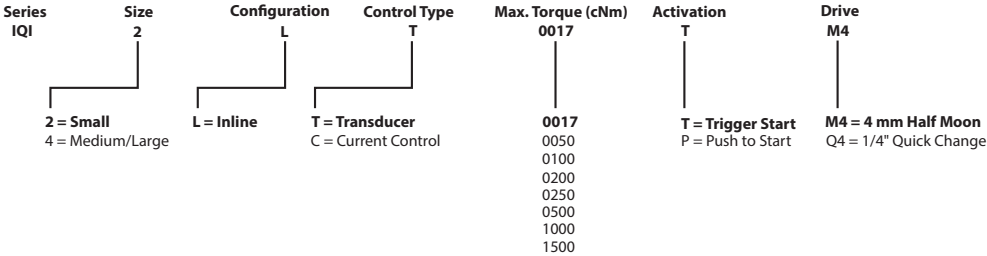 Series Size Configuration Control Type Max. Torque (cNm) Activation Drive
IQI 2 L T 0017 T M4
2 = Small L = Inline T = Transducer 0017 T = Trigger Start M4 = 4 mm Half Moon
4 = Medium/Large C = Current Control 0050 P = Push to Start Q4 = 1/4" Quick Change
0100
0200
0250
0500
1000
1500